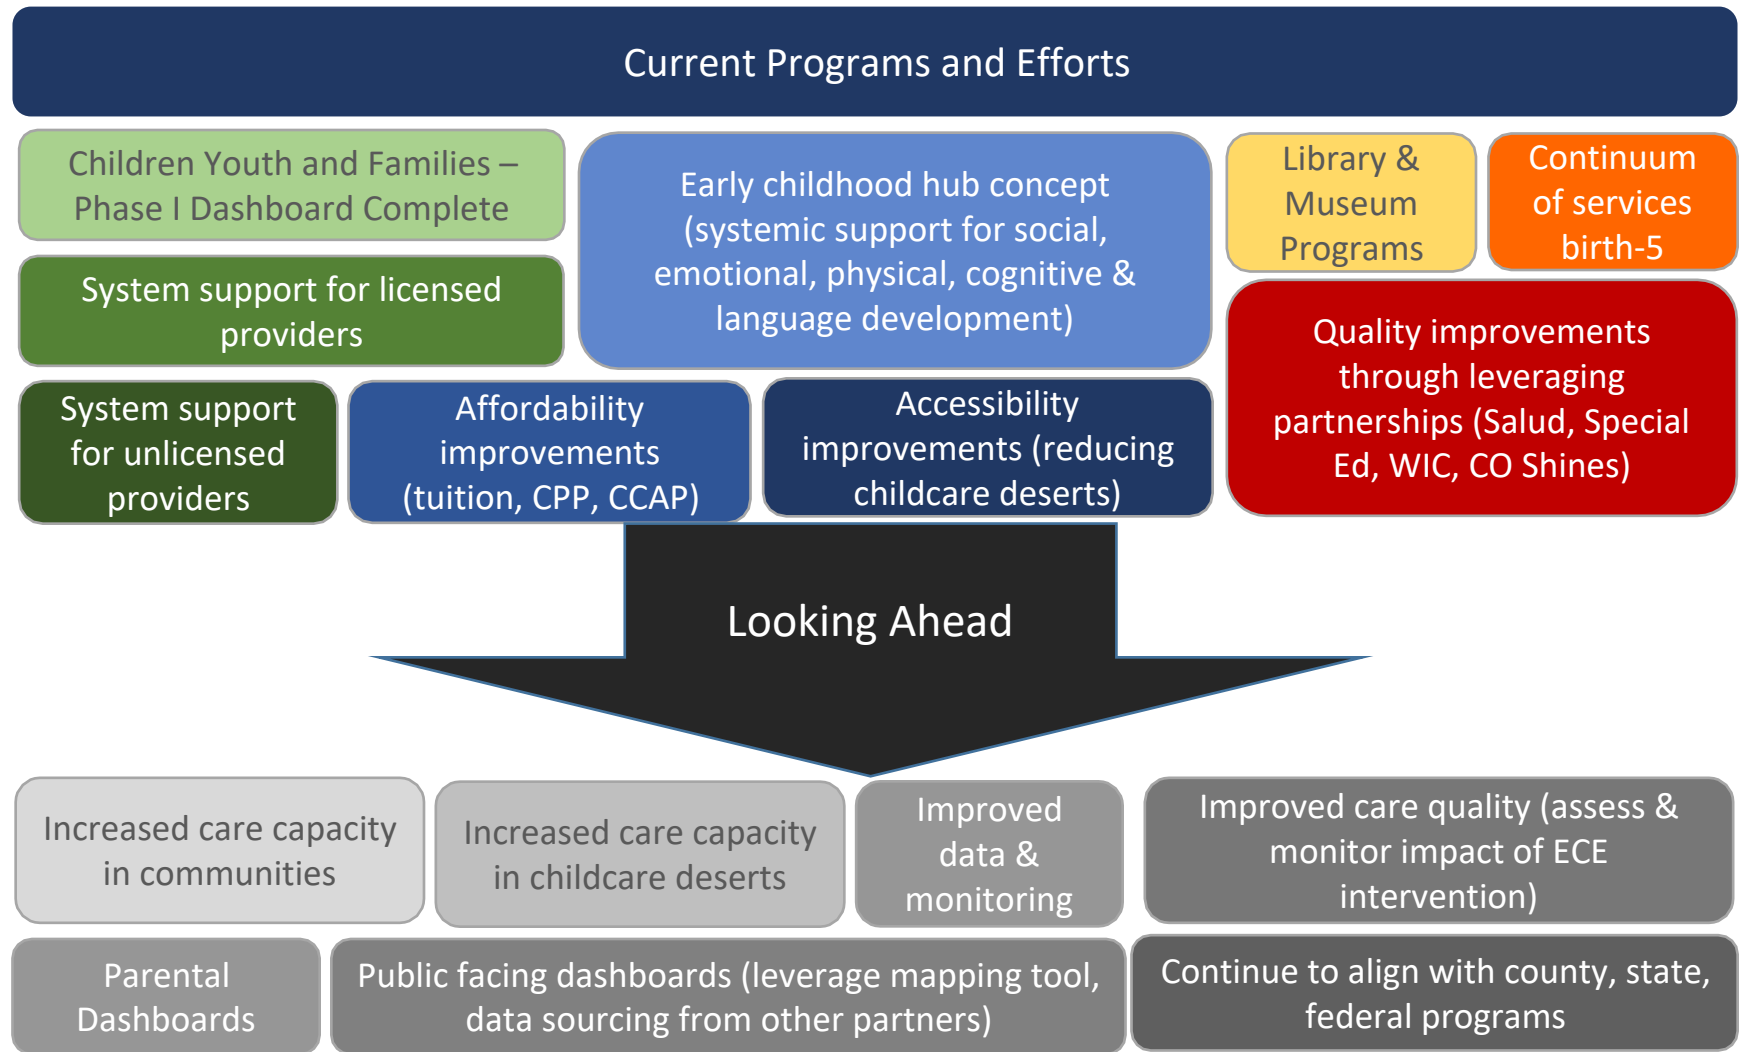 Current Programs and Efforts
Children Youth and Families –
Phase I Dashboard Complete
Early childhood hub concept
(systemic support for social,
emotional, physical, cognitive &
language development)
Library &
Museum
Programs
Continuum
of services
birth-5
System support for licensed
providers
Quality improvements
through leveraging
partnerships (Salud, Special
Ed, WIC, CO Shines)
System support
for unlicensed
providers
Affordability
improvements
(tuition, CPP, CCAP)
Accessibility
improvements (reducing
childcare deserts)
Looking Ahead
Increased care capacity
in communities
Increased care capacity
in childcare deserts
Improved
data &
monitoring
Improved care quality (assess &
monitor impact of ECE
intervention)
Parental
Dashboards
Public facing dashboards (leverage mapping tool,
data sourcing from other partners)
Continue to align with county, state,
federal programs